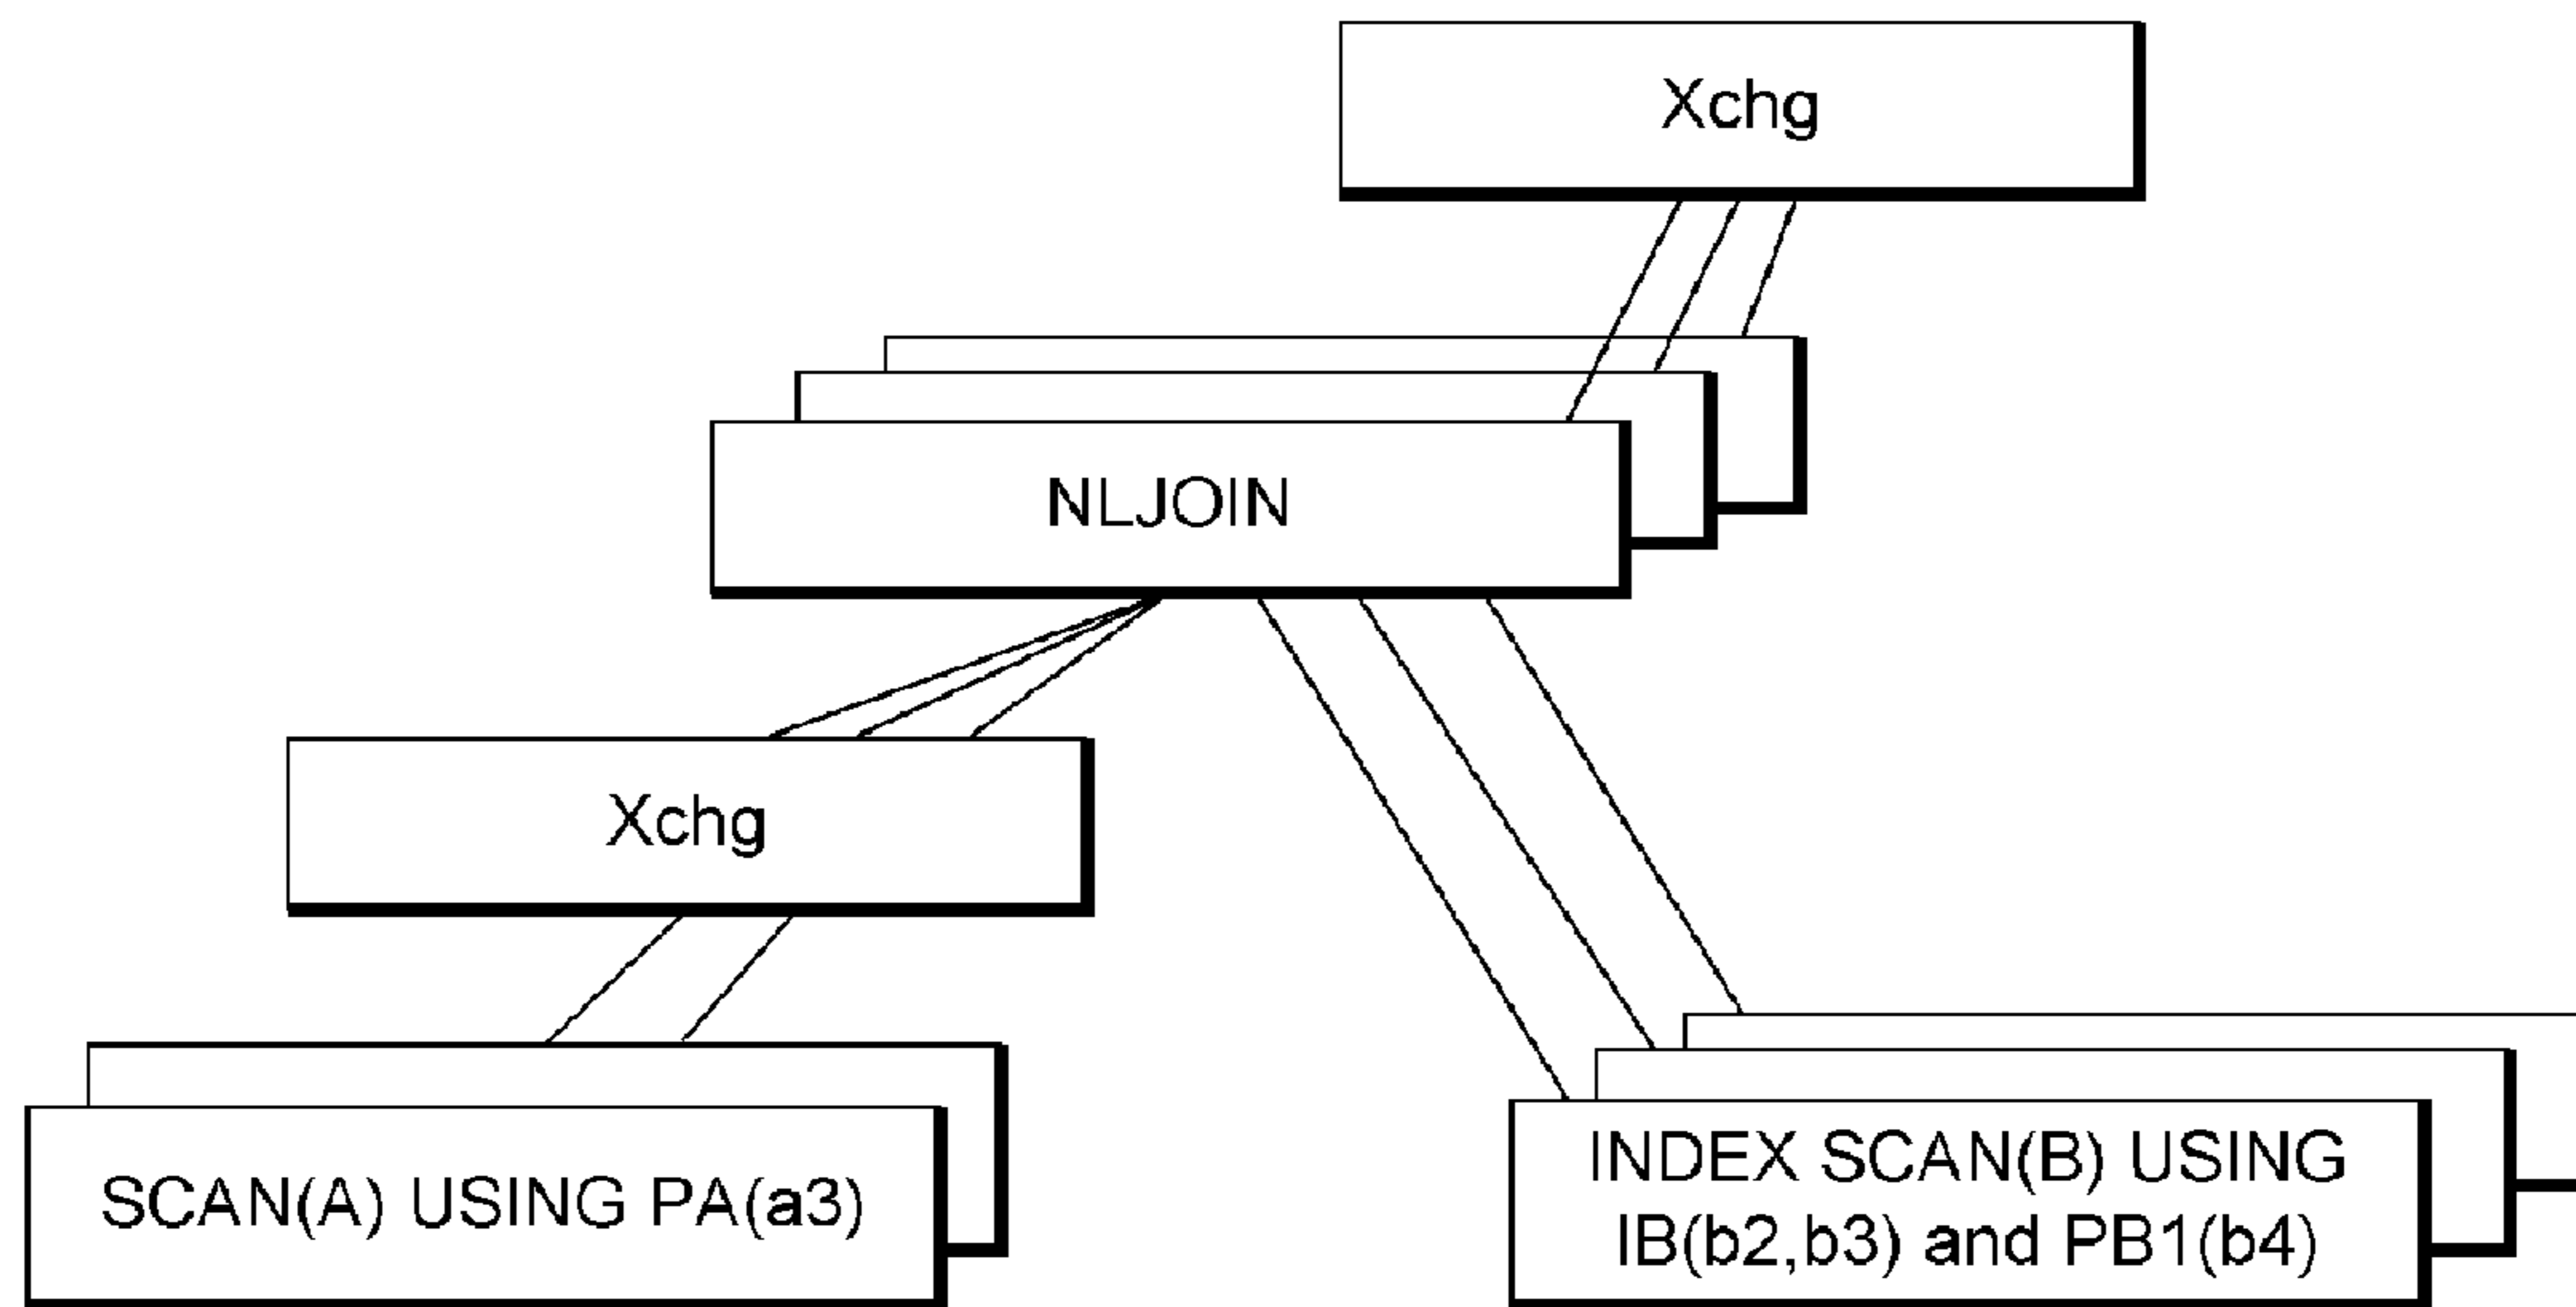 Xchg
NLJOIN
Xchg
SCAN(A) USING PA(a3)
INDEX SCAN(B) USING
IB(b2,b3) and PB1(b4)